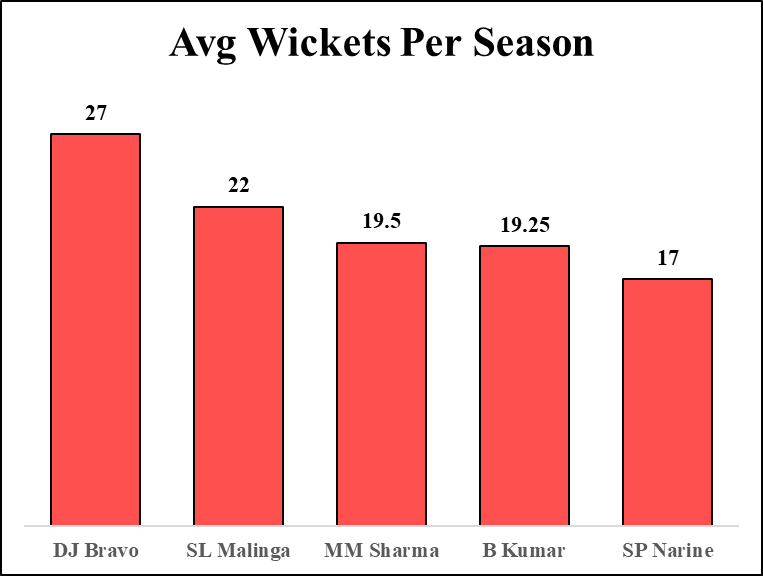 Avg Wickets Per Season
27
22
19.5
19.25
17
DJ Bravo
SL Malinga
MM Sharma
B Kumar
SP Narine